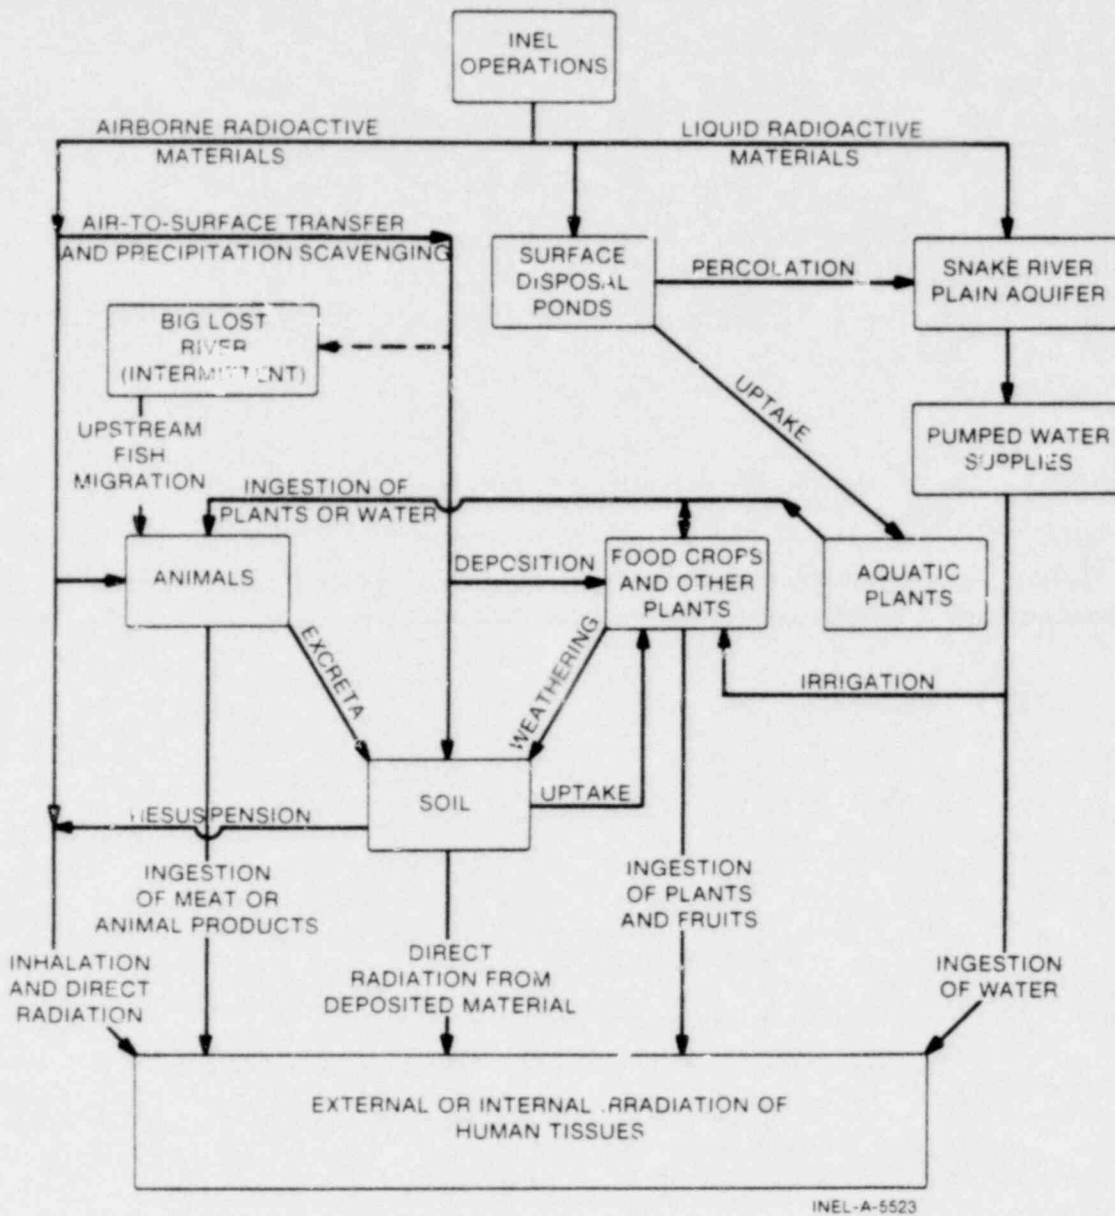 INEL
OPERATIONS
AIRBORNE RADIOACTIVE
MATERIALS
LIQUID RADIOACTIVE
MATERIALS
AIR-TO-SURFACE TRANSFER
AND PRECIPITATION SCAVENGING
SURFACE
DISPOSAL
PONDS
PERCOLATION
SNAKE RIVER
PLAIN AQUIFER
BIG LOST
RIVER
(INTERMITTENT)
UPTAKE
UPSTREAM
FISH
MIGRATION
PUMPED WATER
SUPPLIES
INGESTION OF
PLANTS OR WATER
ANIMALS
DEPOSITION
FOOD CROPS
AND OTHER
PLANTS
AQUATIC
PLANTS
EXCRETA
WEATHERING
IRRIGATION
SOIL
UPTAKE
RESUSPENSION
INGESTION
OF MEAT OR
ANIMAL PRODUCTS
INGESTION
OF PLANTS
AND FRUITS
INHALATION
AND DIRECT
RADIATION
DIRECT
RADIATION FROM
DEPOSITED MATERIAL
INGESTION
OF WATER
EXTERNAL OR INTERNAL IRRADIATION OF
HUMAN TISSUES
INEL-A-5523